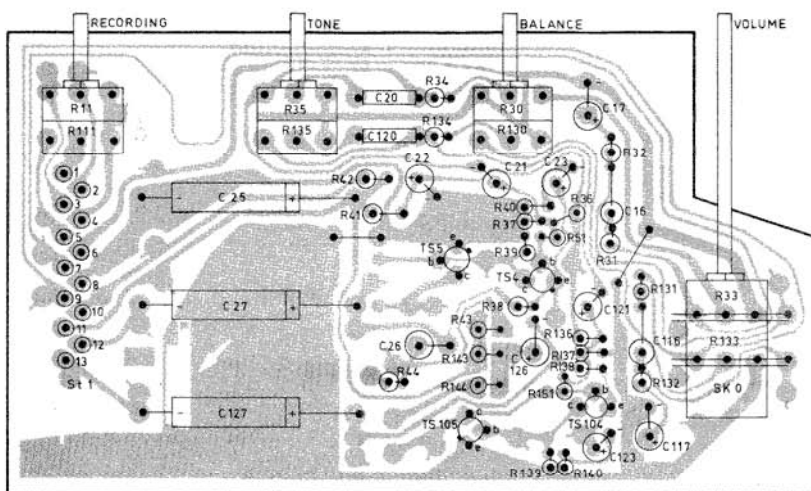 RECORDING TONE BALANCE VOLUME
R11 R35 C20 R34 R30 C17
R111 R135 C120 R134 R130 R32
1 R42 C22 C21 C23
2
3 C25 R41 R40 R36 C16
4 R37
5 TS5 R39 R51 R31
6 e b c
7 TS4 b c e
8 R131
9 C27 R38 C121 R33
10
11 R43 R136 R333
12 C26 R143 C126 R137 C116
13 R44 R144 R138 R132
St 1 R151 SK 0
C127 TS105 c b e TS104 b c e
C123 C117
R139 R140